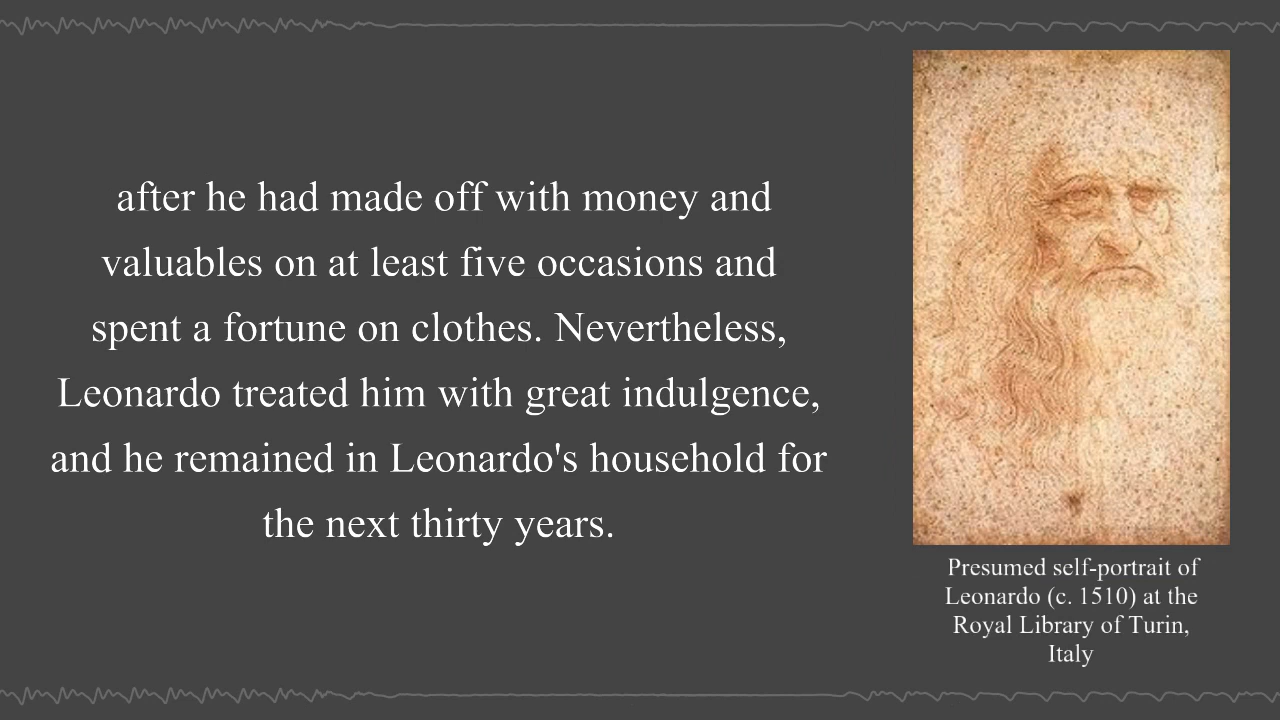 after he had made off with money and
valuables on at least five occasions and
spent a fortune on clothes. Nevertheless,
Leonardo treated him with great indulgence,
and he remained in Leonardo's household for
the next thirty years.
Presumed self-portrait of
Leonardo (c. 1510) at the
Royal Library of Turin,
Italy